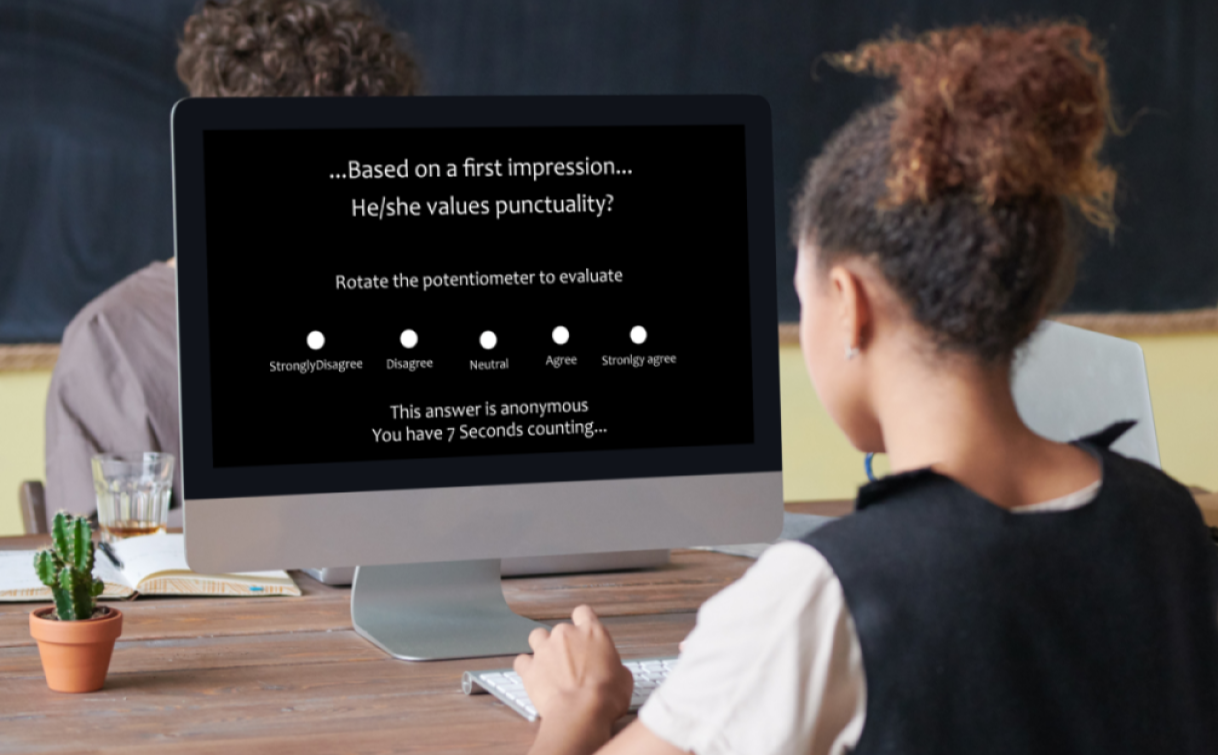 ...Based on a first impression...
He/she values punctuality?
Rotate the potentiometer to evaluate
StronglyDisagree Disagree Neutral Agree Stronlgy agree
This answer is anonymous
You have 7 Seconds counting...